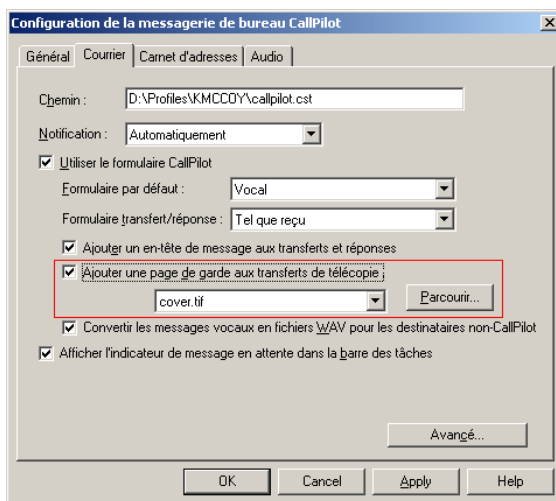 Configuration de la messagerie de bureau CallPilot
Général Courrier Carnet d'adresses Audio
Chemin : D:\Profiles\KMCCOY\callpilot.cst
Notification : Automatiquement
Utiliser le formulaire CallPilot
Formulaire par défaut : Vocal
Formulaire transfert/réponse : Tel que reçu
Ajouter un en-tête de message aux transferts et réponses
Ajouter une page de garde aux transferts de télécopie
cover.tif Parcourir...
Convertir les messages vocaux en fichiers WAV pour les destinataires non-CallPilot
Afficher l'indicateur de message en attente dans la barre des tâches
Avancé...
OK Cancel Apply Help